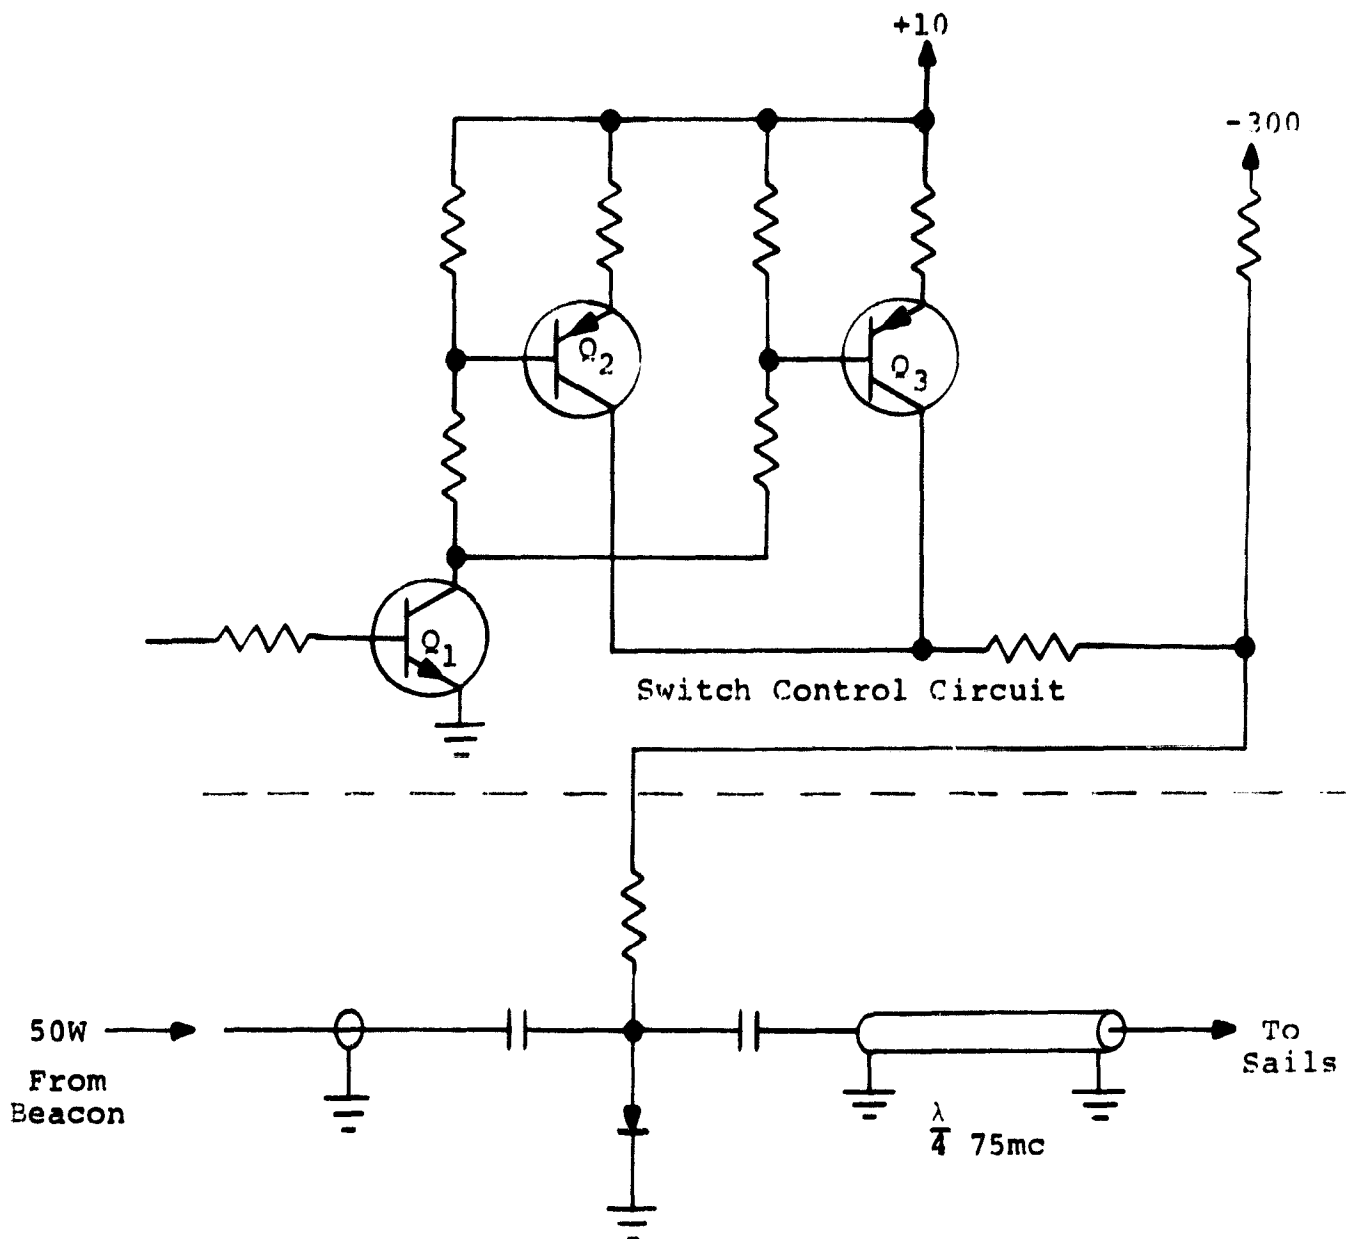 +10
-300
Q2
Q3
Q1
Switch Control Circuit
50W
From
Beacon
To
Sails
λ/4 75mc